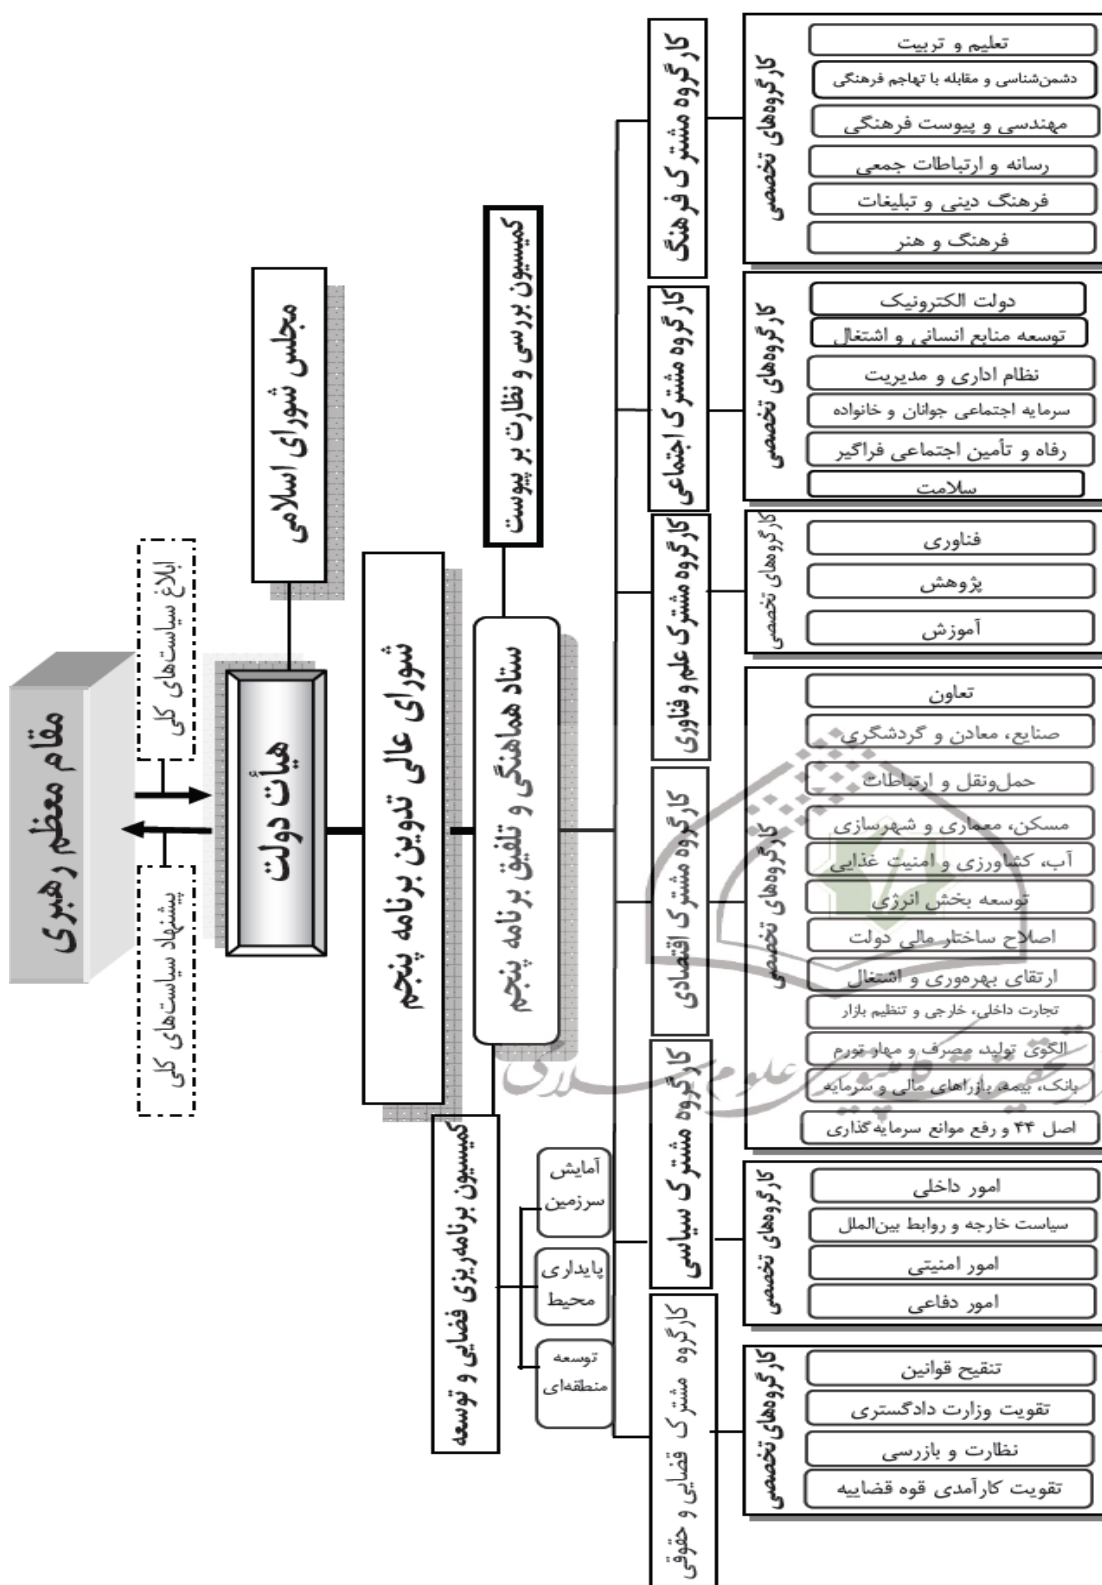 مقام معظم رهبری
ابلاغ سیاست‌های کلی
پیشنهاد سیاست‌های کلی
هیأت دولت
مجلس شورای اسلامی
شورای عالی تدوین برنامه پنجم
ستاد هماهنگی و تلفیق برنامه پنجم
کمیسیون بررسی و نظارت بر پیوست
کمیسیون برنامه‌ریزی فضایی و توسعه
آمایش
سرزمین
پایداری
محیط
توسعه
منطقه‌ای
کارگروه مشترک فرهنگ
کارگروه‌های تخصصی
تعلیم و تربیت
دشمن‌شناسی و مقابله با تهاجم فرهنگی
مهندسی و پیوست فرهنگی
رسانه و ارتباطات جمعی
فرهنگ دینی و تبلیغات
فرهنگ و هنر
کارگروه مشترک اجتماعی
کارگروه‌های تخصصی
دولت الکترونیک
توسعه منابع انسانی و اشتغال
نظام اداری و مدیریت
سرمایه اجتماعی جوانان و خانواده
رفاه و تأمین اجتماعی فراگیر
سلامت
کارگروه مشترک علم و فناوری
کارگروه‌های تخصصی
فناوری
پژوهش
آموزش
کارگروه مشترک اقتصادی
کارگروه‌های تخصصی
تعاون
صنایع، معادن و گردشگری
حمل‌ونقل و ارتباطات
مسکن، معماری و شهرسازی
آب، کشاورزی و امنیت غذایی
توسعه بخش انرژی
اصلاح ساختار مالی دولت
ارتقای بهره‌وری و اشتغال
تجارت داخلی، خارجی و تنظیم بازار
الگوی تولید، مصرف و مهار تورم
بانک، بیمه، بازارهای مالی و سرمایه
اصل ۴۴ و رفع موانع سرمایه‌گذاری
کارگروه مشترک سیاسی
کارگروه‌های تخصصی
امور داخلی
سیاست خارجه و روابط بین‌الملل
امور امنیتی
امور دفاعی
کارگروه مشترک قضایی و حقوقی
کارگروه‌های تخصصی
تنقیح قوانین
تقویت وزارت دادگستری
نظارت و بازرسی
تقویت کارآمدی قوه قضاییه
تحقیقات کامپیوتری علوم اسلامی